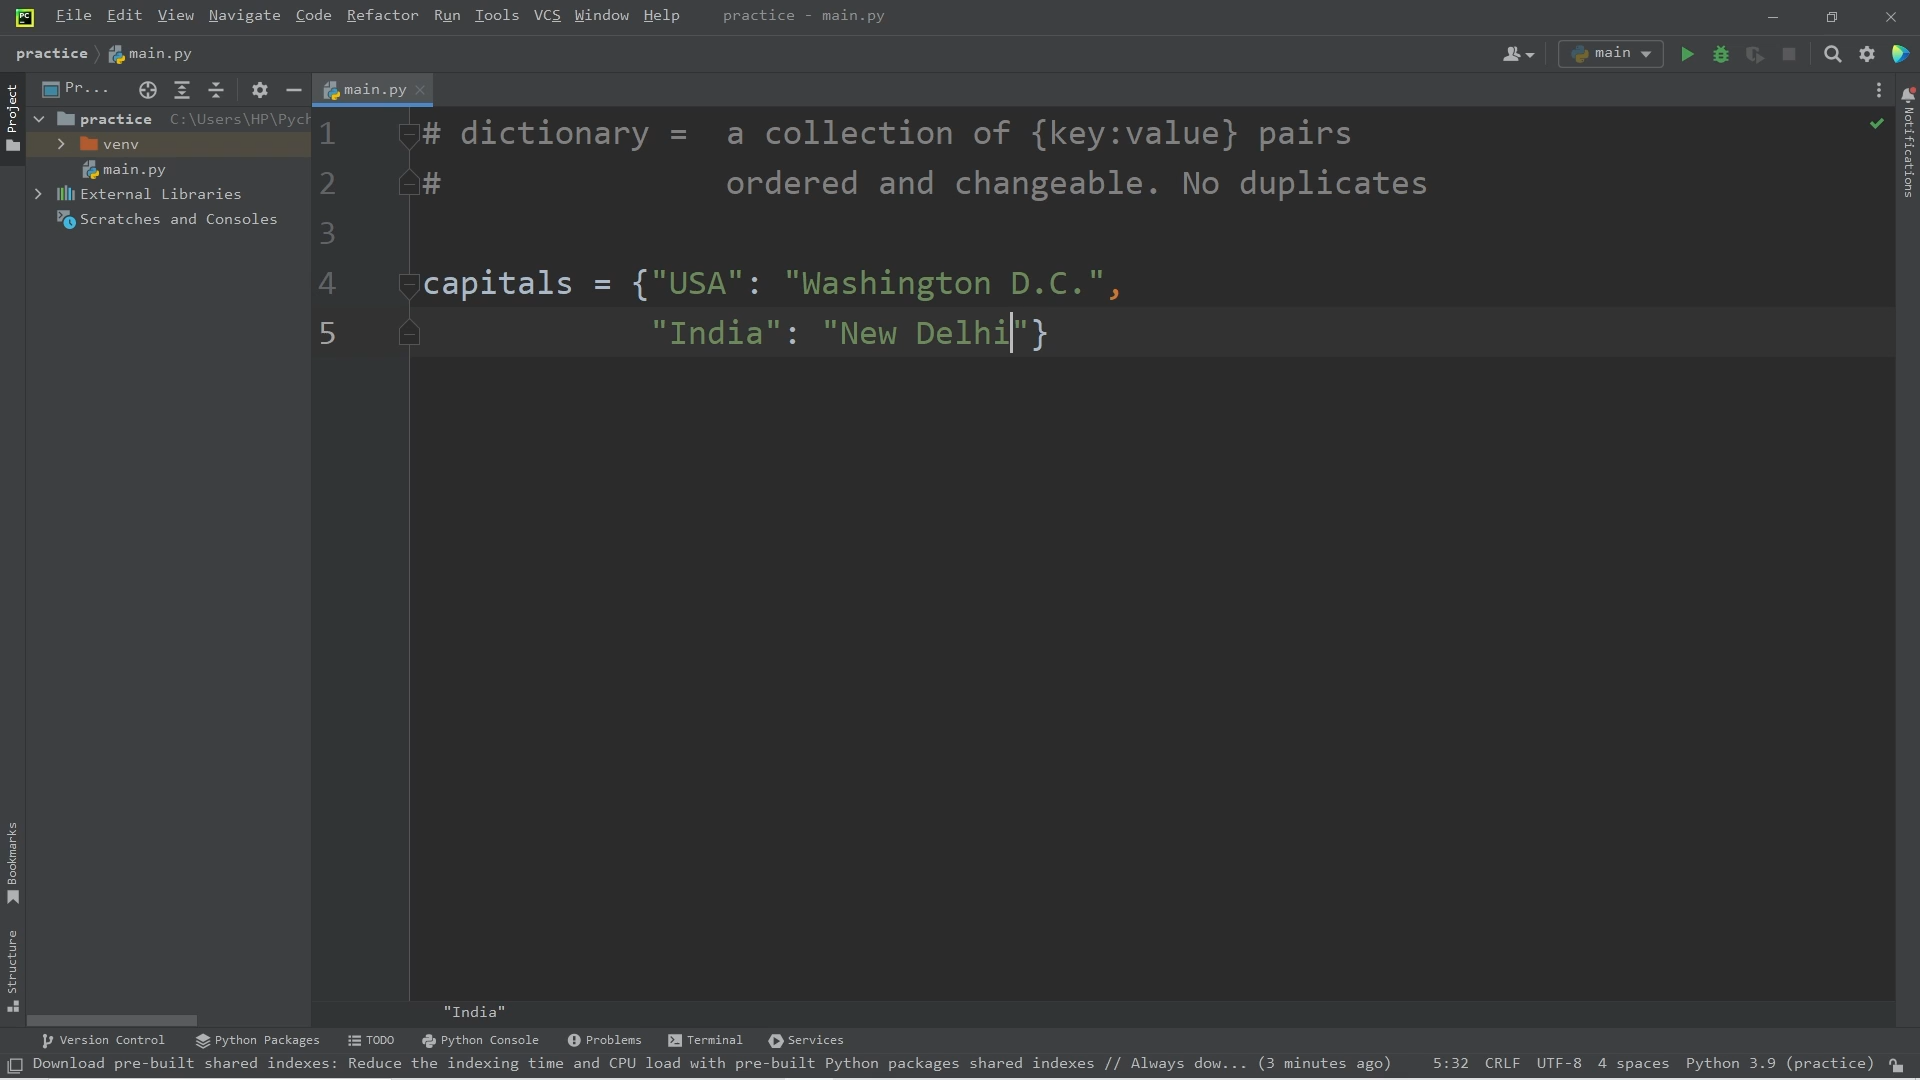 File Edit View Navigate Code Refactor Run Tools VCS Window Help practice - main.py
practice main.py main
Project Pr... main.py
practice C:\Users\HP\Pych
venv
main.py
External Libraries
Scratches and Consoles
1 # dictionary = a collection of {key:value} pairs
2 # ordered and changeable. No duplicates
3
4 capitals = {"USA": "Washington D.C.",
5 "India": "New Delhi"}
Notifications
Bookmarks
Structure
"India"
Version Control Python Packages TODO Python Console Problems Terminal Services
Download pre-built shared indexes: Reduce the indexing time and CPU load with pre-built Python packages shared indexes // Always dow... (3 minutes ago) 5:32 CRLF UTF-8 4 spaces Python 3.9 (practice)